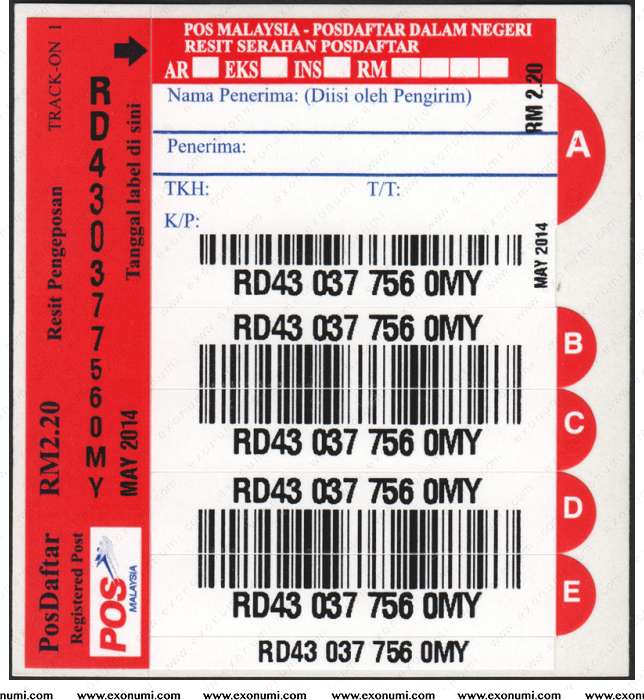 POS MALAYSIA - POSDAFTAR DALAM NEGERI
RESIT SERAHAN POSDAFTAR
AR EKS INS RM
Nama Penerima: (Diisi oleh Pengirim)
Penerima:
TKH: T/T:
K/P:
RM 2.20
MAY 2014
A
RD43 037 756 0MY
RD43 037 756 0MY
B
RD43 037 756 0MY
C
RD43 037 756 0MY
D
RD43 037 756 0MY
E
RD43 037 756 0MY
TRACK-ON 1
RD430377560MY
Tanggal label di sini
Resit Pengeposan
RM2.20
MAY 2014
PosDaftar
Registered Post
POS
MALAYSIA
www.exonumi.com www.exonumi.com www.exonumi.com www.exonumi.com